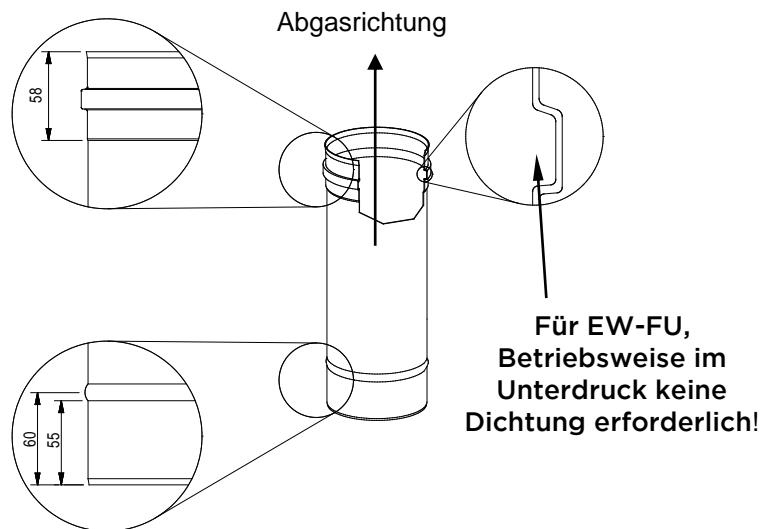 Abgasrichtung
58
Für EW-FU,
Betriebsweise im
Unterdruck keine
Dichtung erforderlich!
60
55